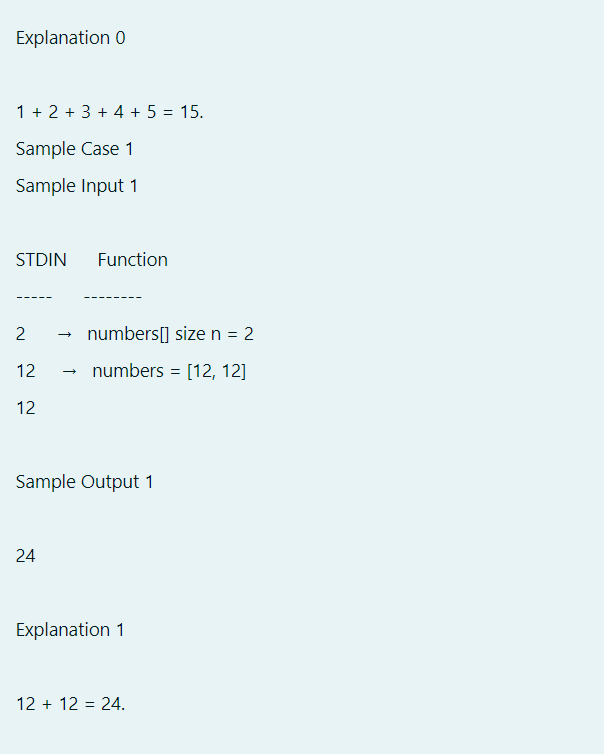 Explanation 0
1 + 2 + 3 + 4 + 5 = 15.
Sample Case 1
Sample Input 1
STDIN Function
----- --------
2 → numbers[] size n = 2
12 → numbers = [12, 12]
12
Sample Output 1
24
Explanation 1
12 + 12 = 24.